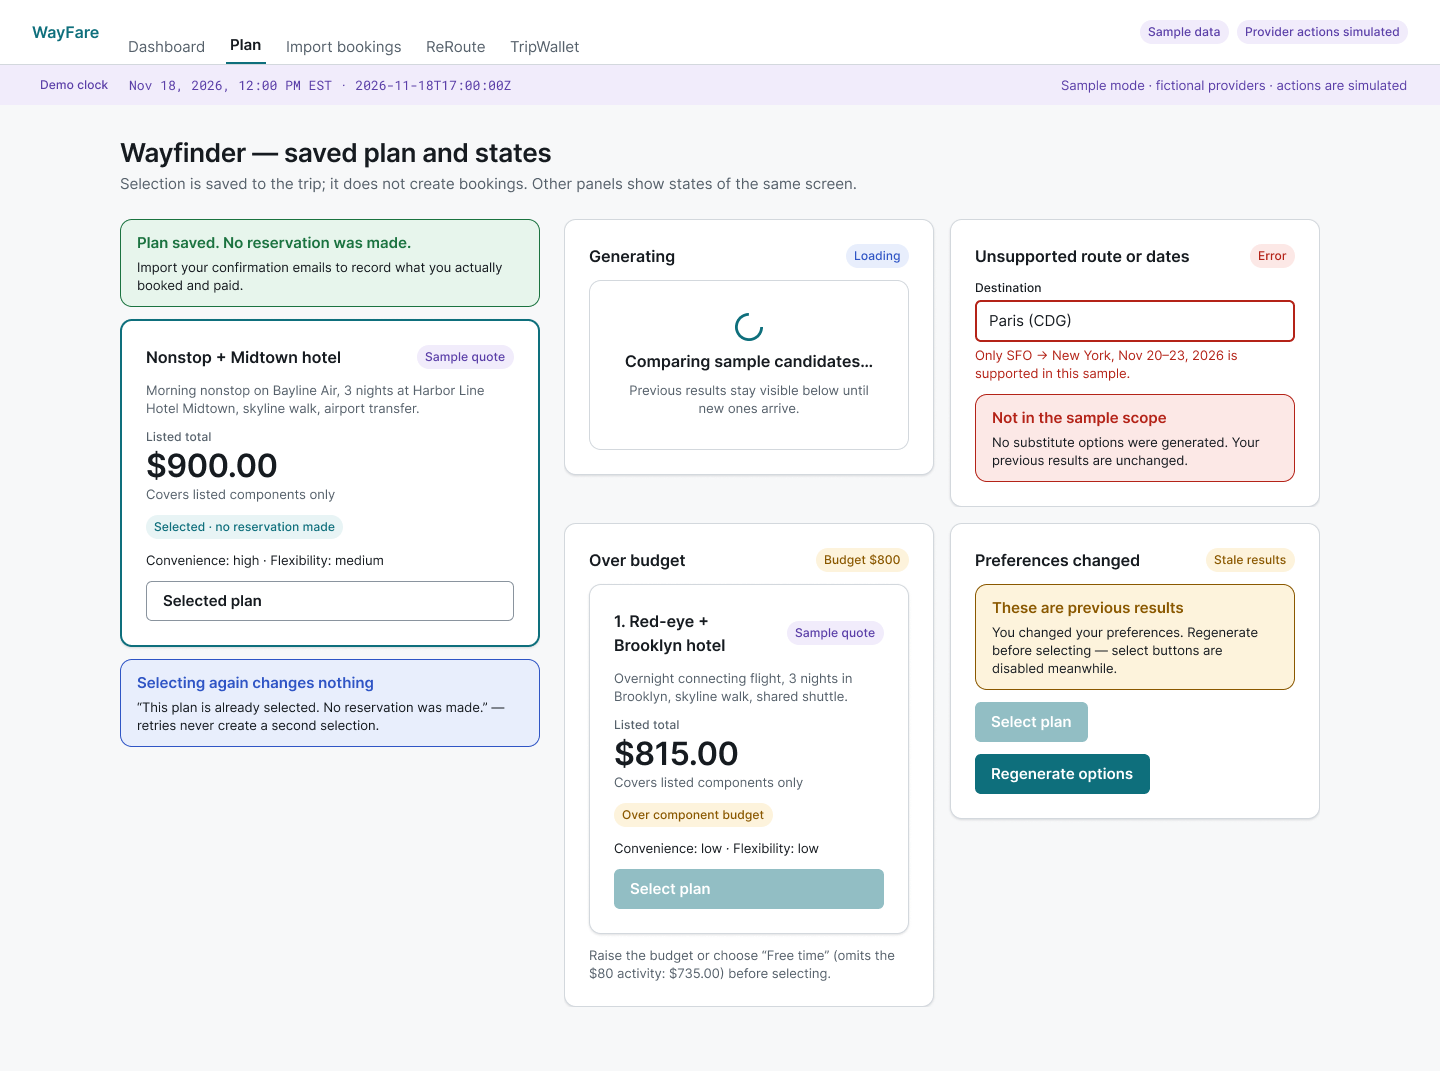 WayFare
Dashboard
Plan
Import bookings
ReRoute
TripWallet
Sample data
Provider actions simulated
Demo clock
Nov 18, 2026, 12:00 PM EST · 2026-11-18T17:00:00Z
Sample mode · fictional providers · actions are simulated
Wayfinder — saved plan and states
Selection is saved to the trip; it does not create bookings. Other panels show states of the same screen.
Plan saved. No reservation was made.
Import your confirmation emails to record what you actually
booked and paid.
Nonstop + Midtown hotel
Sample quote
Morning nonstop on Bayline Air, 3 nights at Harbor Line
Hotel Midtown, skyline walk, airport transfer.
Listed total
$900.00
Covers listed components only
Selected · no reservation made
Convenience: high · Flexibility: medium
Selected plan
Selecting again changes nothing
“This plan is already selected. No reservation was made.” —
retries never create a second selection.
Generating
Loading
Comparing sample candidates…
Previous results stay visible below until
new ones arrive.
Unsupported route or dates
Error
Destination
Paris (CDG)
Only SFO → New York, Nov 20–23, 2026 is
supported in this sample.
Not in the sample scope
No substitute options were generated. Your
previous results are unchanged.
Over budget
Budget $800
1. Red-eye +
Brooklyn hotel
Sample quote
Overnight connecting flight, 3 nights in
Brooklyn, skyline walk, shared shuttle.
Listed total
$815.00
Covers listed components only
Over component budget
Convenience: low · Flexibility: low
Select plan
Raise the budget or choose “Free time” (omits the
$80 activity: $735.00) before selecting.
Preferences changed
Stale results
These are previous results
You changed your preferences. Regenerate
before selecting — select buttons are
disabled meanwhile.
Select plan
Regenerate options